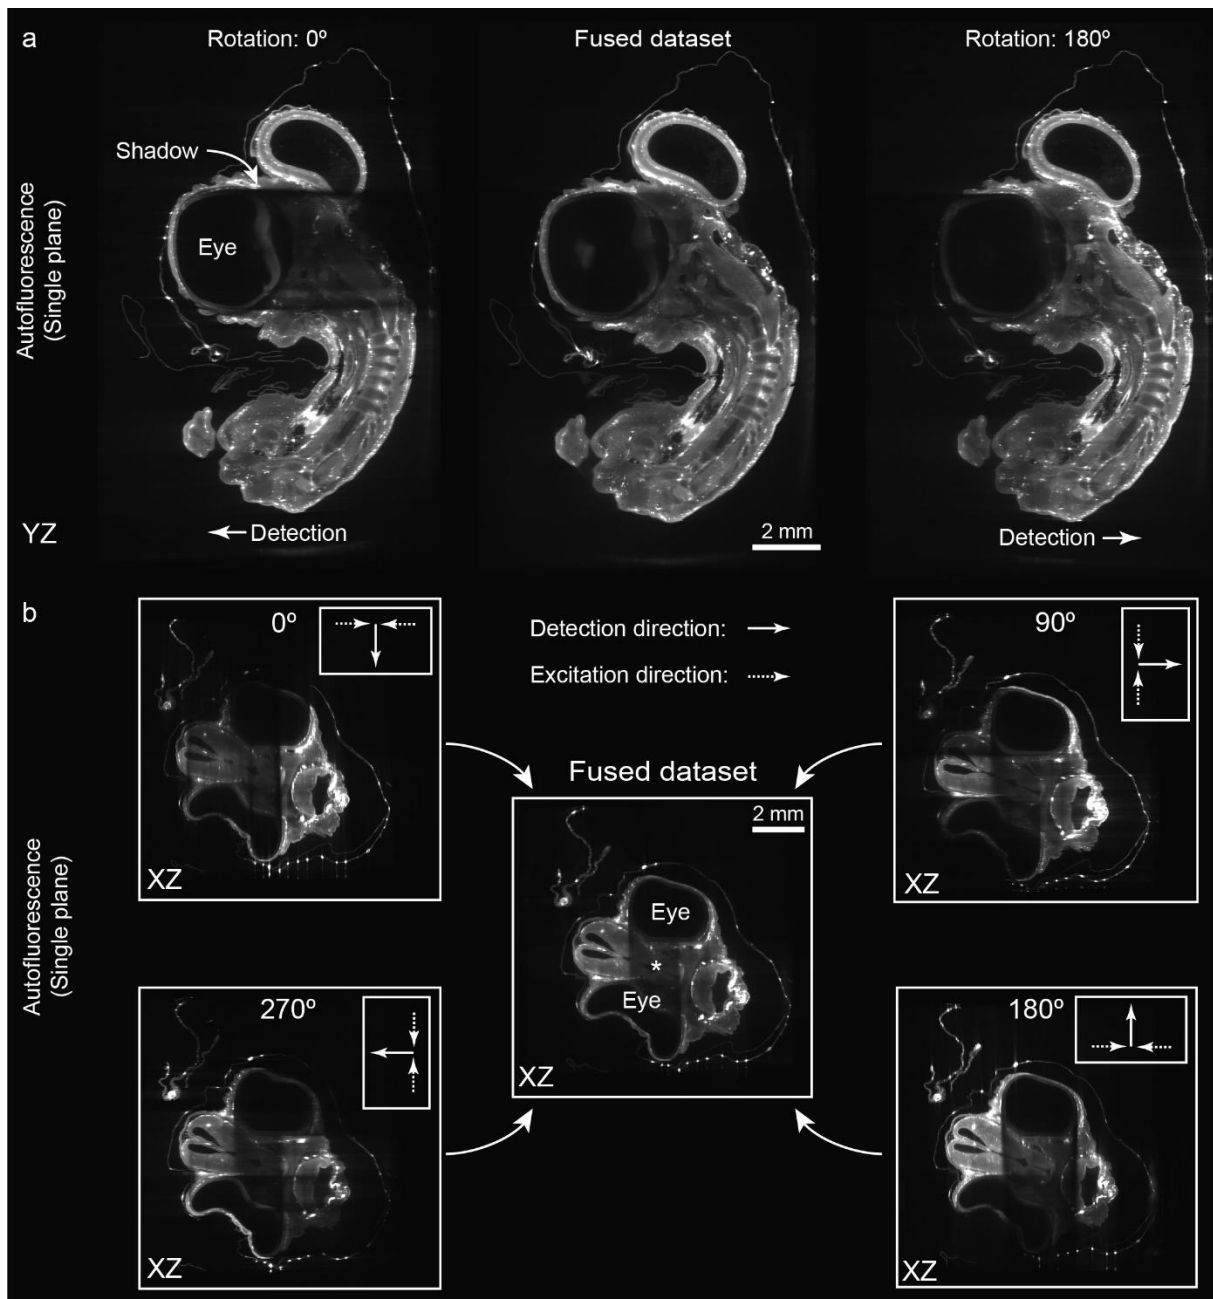 a
Rotation: 0º
Fused dataset
Rotation: 180º
Shadow
Eye
Autofluorescence
(Single plane)
YZ
Detection
2 mm
Detection
b
0º
XZ
Detection direction:
Excitation direction:
90º
XZ
Fused dataset
2 mm
Eye
*
Eye
XZ
Autofluorescence
(Single plane)
270º
XZ
180º
XZ